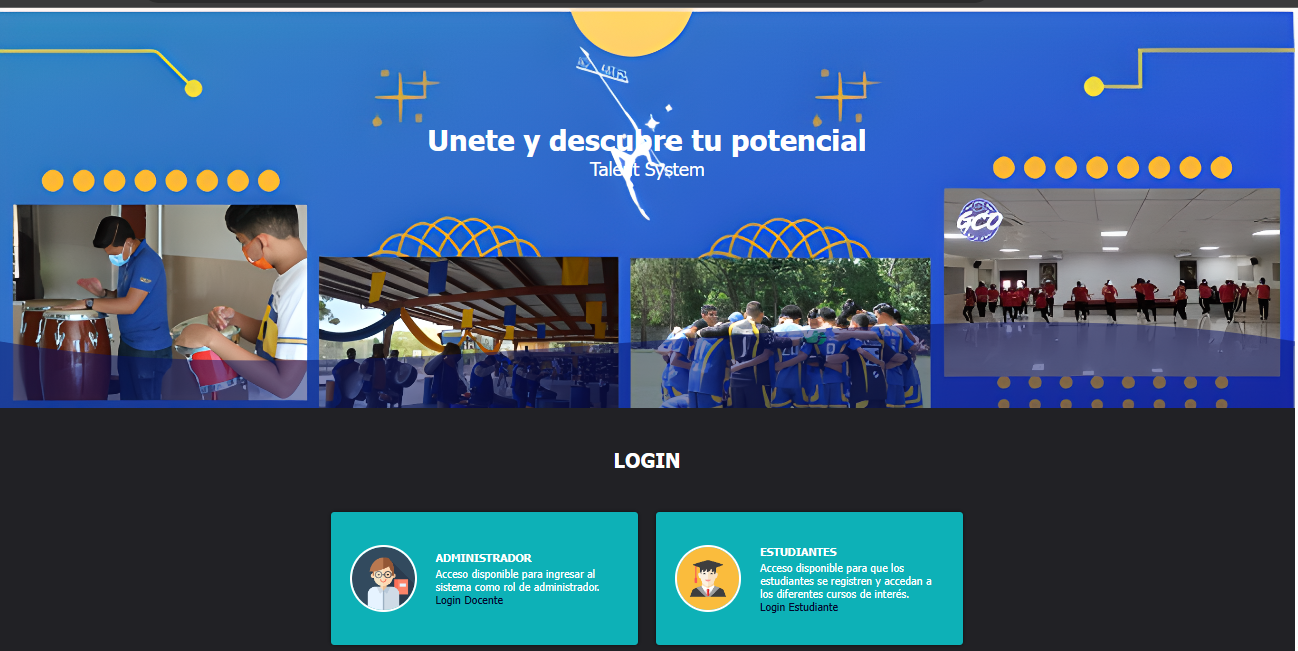 Unete y descubre tu potencial
Talent System
GCO
LOGIN
ADMINISTRADOR
Acceso disponible para ingresar al
sistema como rol de administrador.
Login Docente
ESTUDIANTES
Acceso disponible para que los
estudiantes se registren y accedan a
los diferentes cursos de interés.
Login Estudiante